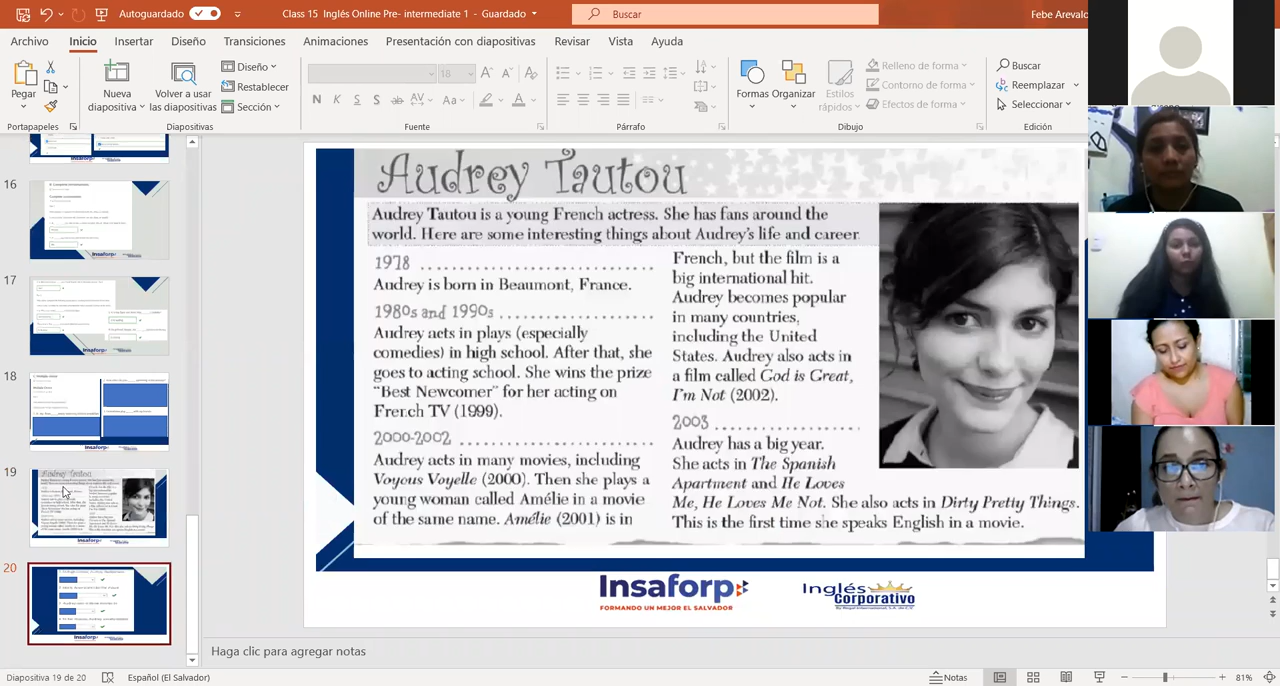 Autoguardado
Class 15 Inglés Online Pre- intermediate 1 - Guardado
Buscar
Febe Arevalo
Archivo
Inicio
Insertar
Diseño
Transiciones
Animaciones
Presentación con diapositivas
Revisar
Vista
Ayuda
Pegar
Nueva diapositiva
Volver a usar las diapositivas
Diseño
Restablecer
Sección
18
N K S S ab AV Aa A
Formas
Organizar
Estilos rápidos
Relleno de forma
Contorno de forma
Efectos de forma
Buscar
Reemplazar
Seleccionar
Portapapeles
Diapositivas
Fuente
Párrafo
Dibujo
Edición
16
17
18
19
20
Audrey Tautou
Audrey Tautou is a young French actress. She has fans around the
world. Here are some interesting things about Audrey's life and career
1978
Audrey is born in Beaumont, France.
1980s and 1990s
Audrey acts in plays (especially
comedies) in high school. After that, she
goes to acting school. She wins the prize
"Best Newcomer" for her acting on
French TV (1999).
2000-2002
Audrey acts in many movies, including
Voyous Voyelle (2000). Then she plays a
young woman called Amélie in a movie
of the same name. Amélie (2001) is in
French, but the film is a
big international hit.
Audrey becomes popular
in many countries,
including the United
States. Audrey also acts in
a film called God is Great,
I'm Not (2002).
2003
Audrey has a big year.
She acts in The Spanish
Apartment and He Loves
Me, He Loves Me Not. She also acts in Dirty Pretty Things.
This is the first time she speaks English in a movie.
Insaforp
FORMANDO UN MEJOR EL SALVADOR
Inglés
Corporativo
Haga clic para agregar notas
Diapositiva 19 de 20
Español (El Salvador)
Notas
81%